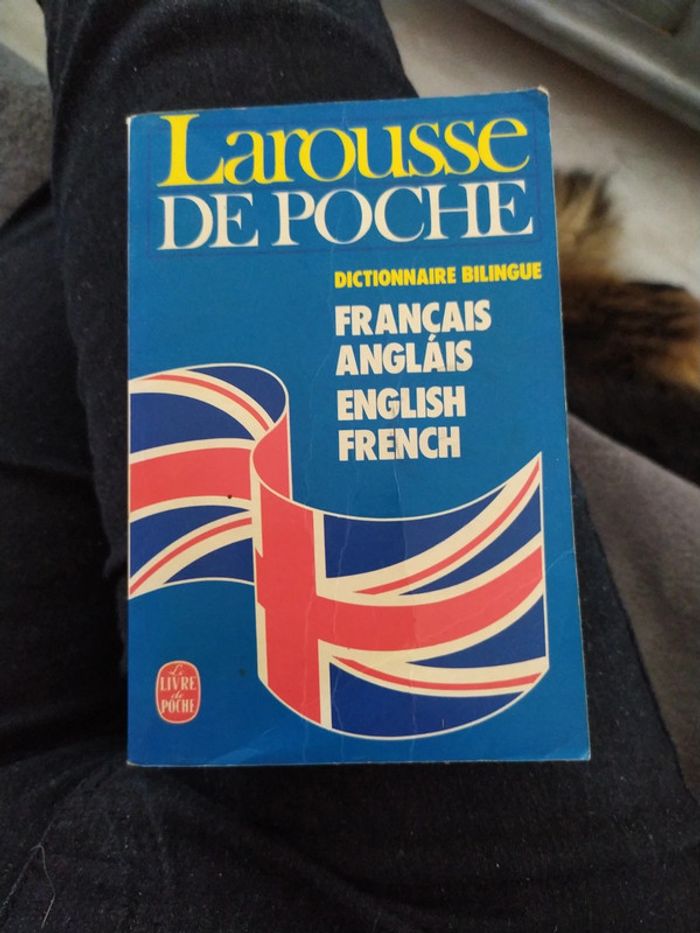 Larousse
DE POCHE
DICTIONNAIRE BILINGUE
FRANÇAIS
ANGLÁIS
ENGLISH
FRENCH
Le
LIVRE
de
POCHE